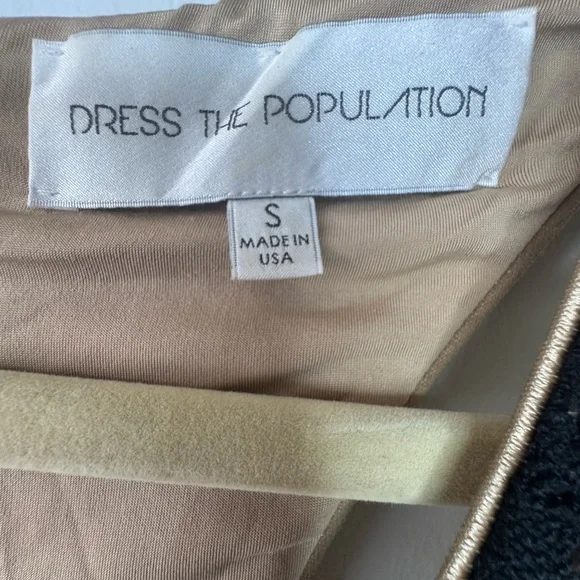 DRESS THE POPULATION
S
MADE IN
USA